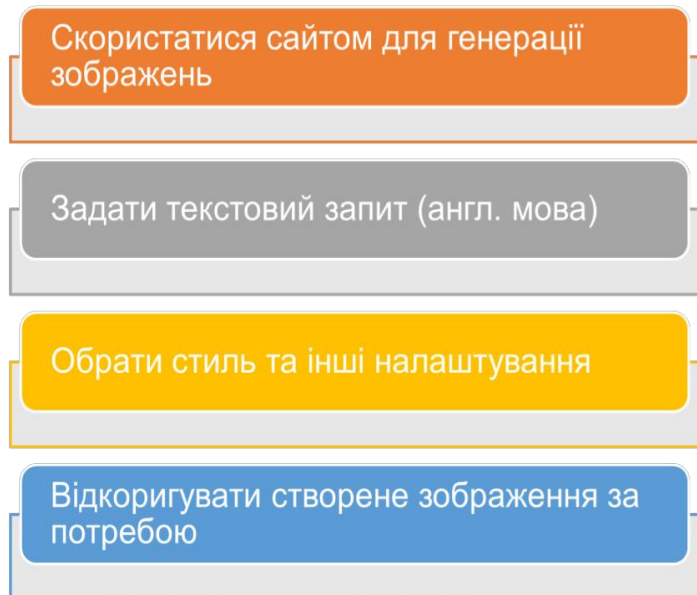 Скористатися сайтом для генерації
зображень
Задати текстовий запит (англ. мова)
Обрати стиль та інші налаштування
Відкоригувати створене зображення за
потребою